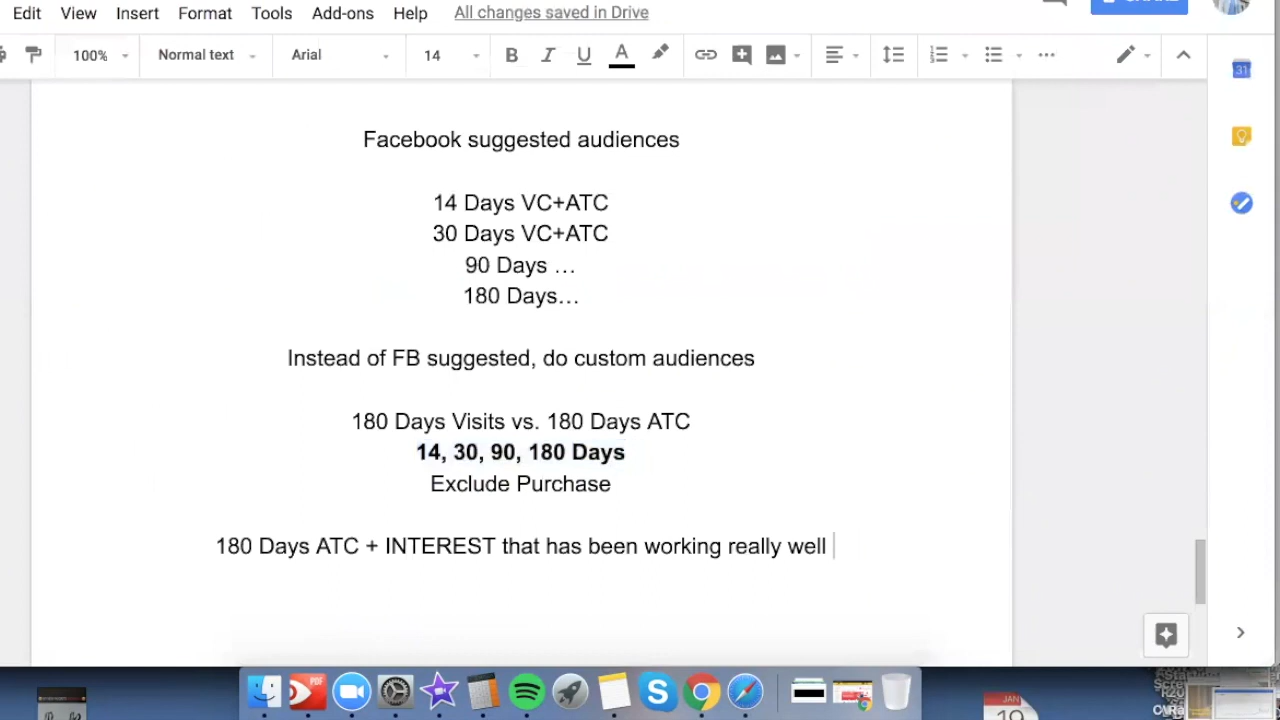 Edit View Insert Format Tools Add-ons Help All changes saved in Drive
100% Normal text Arial 14 B I U A
31
Facebook suggested audiences
14 Days VC+ATC
30 Days VC+ATC
90 Days …
180 Days…
Instead of FB suggested, do custom audiences
180 Days Visits vs. 180 Days ATC
14, 30, 90, 180 Days
Exclude Purchase
180 Days ATC + INTEREST that has been working really well
PDF
JAN